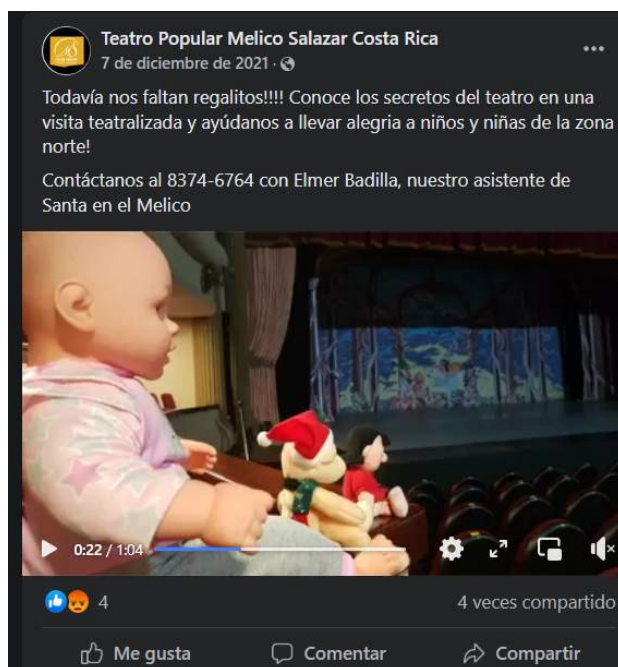 Teatro Popular Melico Salazar Costa Rica
7 de diciembre de 2021 ·
Todavía nos faltan regalitos!!!! Conoce los secretos del teatro en una
visita teatralizada y ayúdanos a llevar alegria a niños y niñas de la zona
norte!
Contáctanos al 8374-6764 con Elmer Badilla, nuestro asistente de
Santa en el Melico
0:22 / 1:04
4
4 veces compartido
Me gusta
Comentar
Compartir